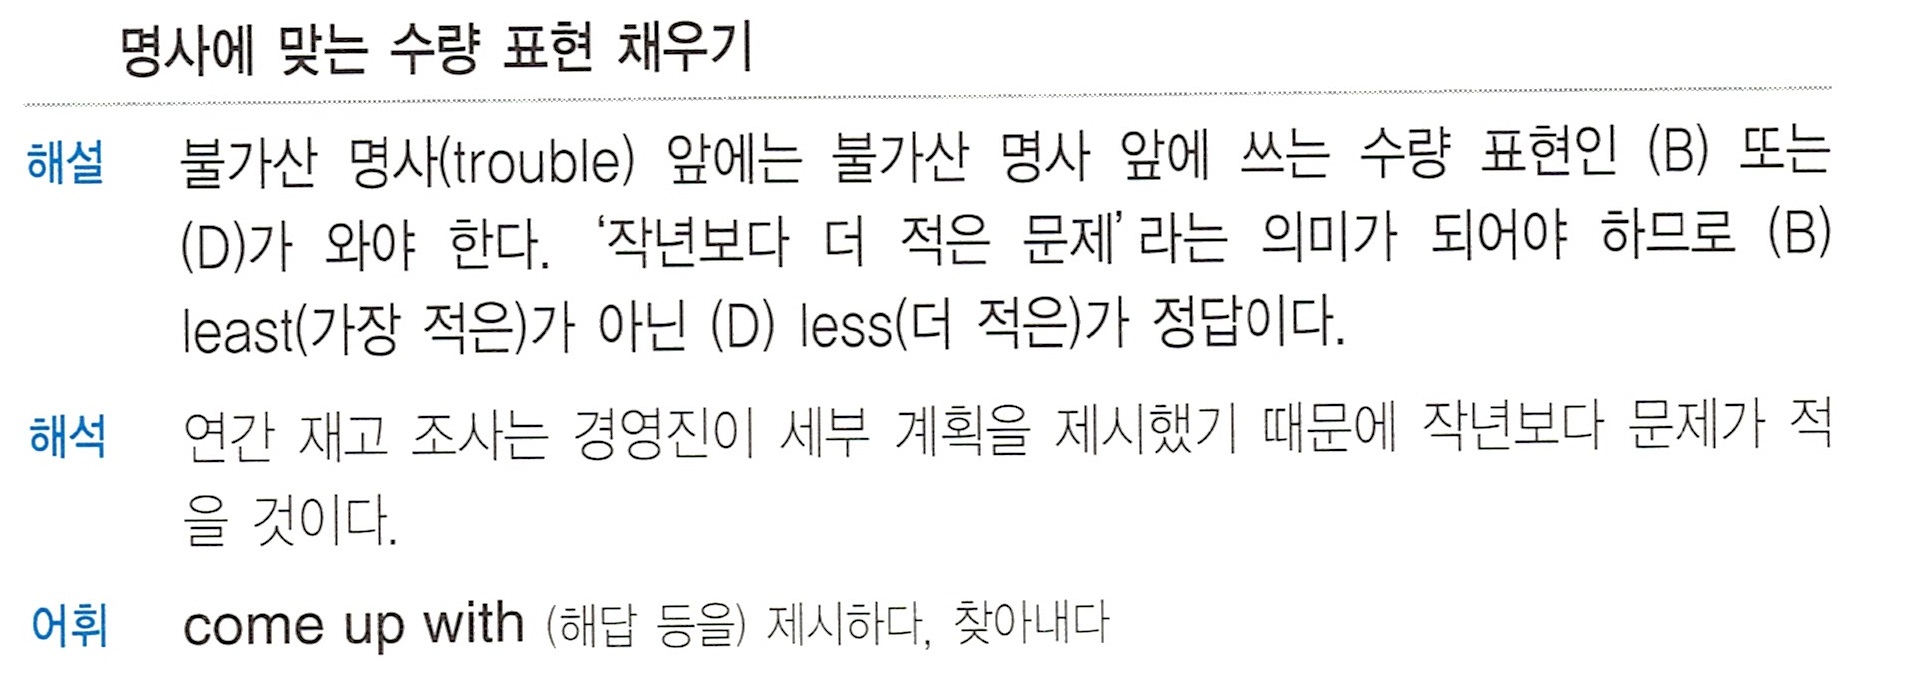 명사에 맞는 수량 표현 채우기
해설 불가산 명사(trouble) 앞에는 불가산 명사 앞에 쓰는 수량 표현인 (B) 또는
(D)가 와야 한다. ‘작년보다 더 적은 문제’라는 의미가 되어야 하므로 (B)
least(가장 적은)가 아닌 (D) less(더 적은)가 정답이다.
해석 연간 재고 조사는 경영진이 세부 계획을 제시했기 때문에 작년보다 문제가 적
을 것이다.
어휘 come up with (해답 등을) 제시하다, 찾아내다